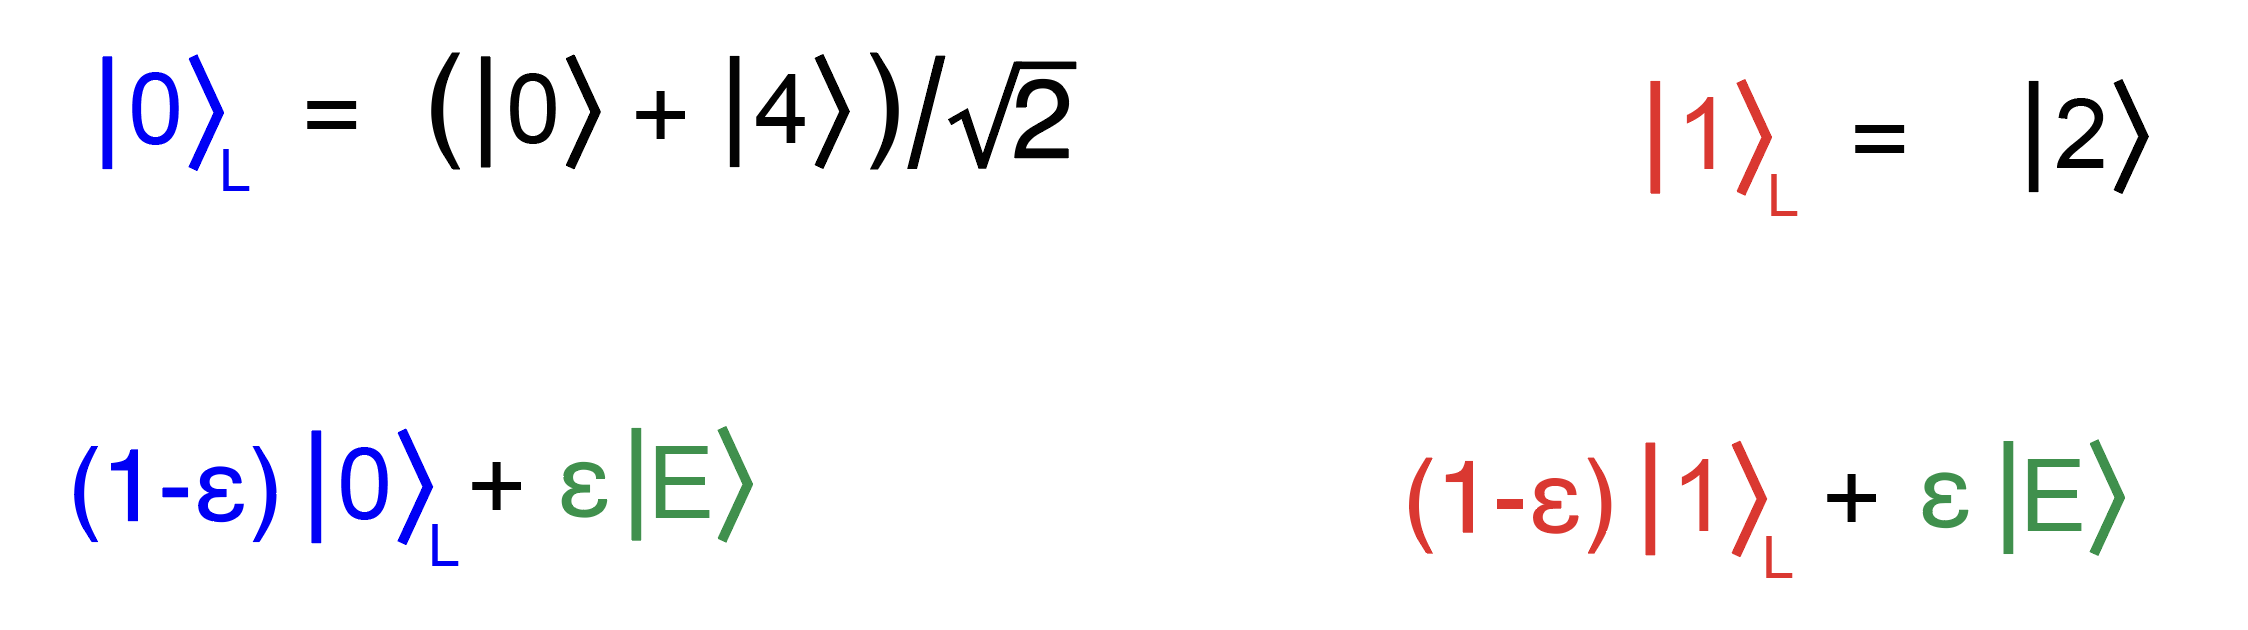 |0⟩L = (|0⟩ + |4⟩)/√2
|1⟩L = |2⟩
(1-ε)|0⟩L + ε|E⟩
(1-ε)|1⟩L + ε|E⟩